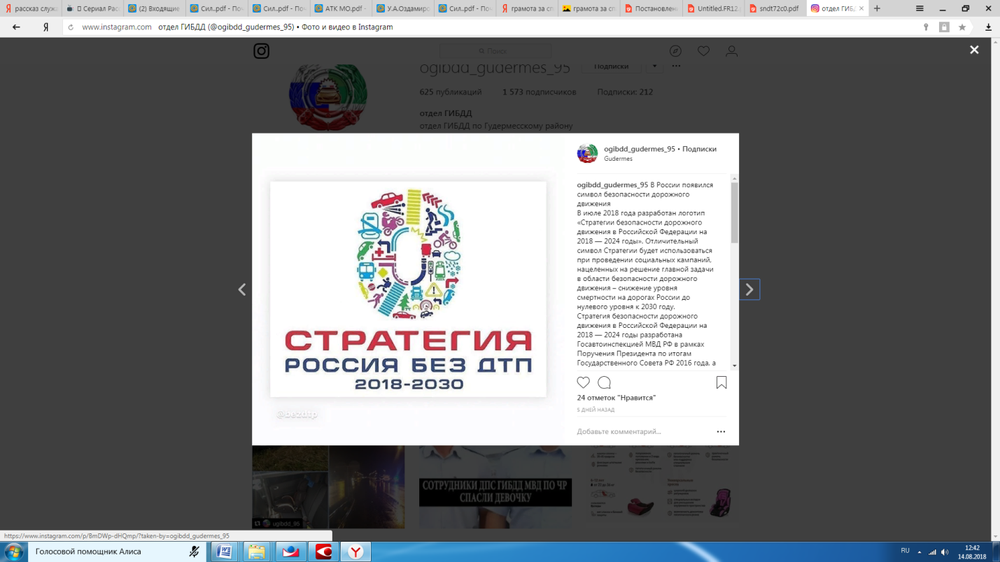 рассказ служ
Сериал Рас
(2) Входящие
Сил..pdf - По
Сил..pdf - По
АТК МО.pdf -
У.А.Оздамиро
Сил..pdf - По
грамота за сп
грамота за сп
Постановлен
Untitled.FR12.
sndt72c0.pdf
отдел ГИБД
www.instagram.com отдел ГИБДД (@ogibdd_gudermes_95) • Фото и видео в Instagram
Поиск
ogibdd_gudermes_95 Подписки
625 публикаций 1 573 подписчиков Подписки: 212
отдел ГИБДД
отдел ГИБДД по Гудермесскому району
СТРАТЕГИЯ
РОССИЯ БЕЗ ДТП
2018-2030
@bezdtp
ogibdd_gudermes_95 • Подписки
Gudermes
ogibdd_gudermes_95 В России появился
символ безопасности дорожного
движения
В июле 2018 года разработан логотип
«Стратегии безопасности дорожного
движения в Российской Федерации на
2018 — 2024 годы». Отличительный
символ Стратегии будет использоваться
при проведении социальных кампаний,
нацеленных на решение главной задачи
в области безопасности дорожного
движения – снижение уровня
смертности на дорогах России до
нулевого уровня к 2030 году.
Стратегия безопасности дорожного
движения в Российской Федерации на
2018 — 2024 годы разработана
Госавтоинспекцией МВД РФ в рамках
Поручения Президента по итогам
Государственного Совета РФ 2016 года, а
24 отметок "Нравится"
5 ДНЕЙ НАЗАД
Добавьте комментарий...
ugibdd_95
СОТРУДНИКИ ДПС ГИБДД МВД ПО ЧР
СПАСЛИ ДЕВОЧКУ
https://www.instagram.com/p/BmDWp-dHQmp/?taken-by=ogibdd_gudermes_95
Голосовой помощник Алиса
RU
12:42
14.08.2018